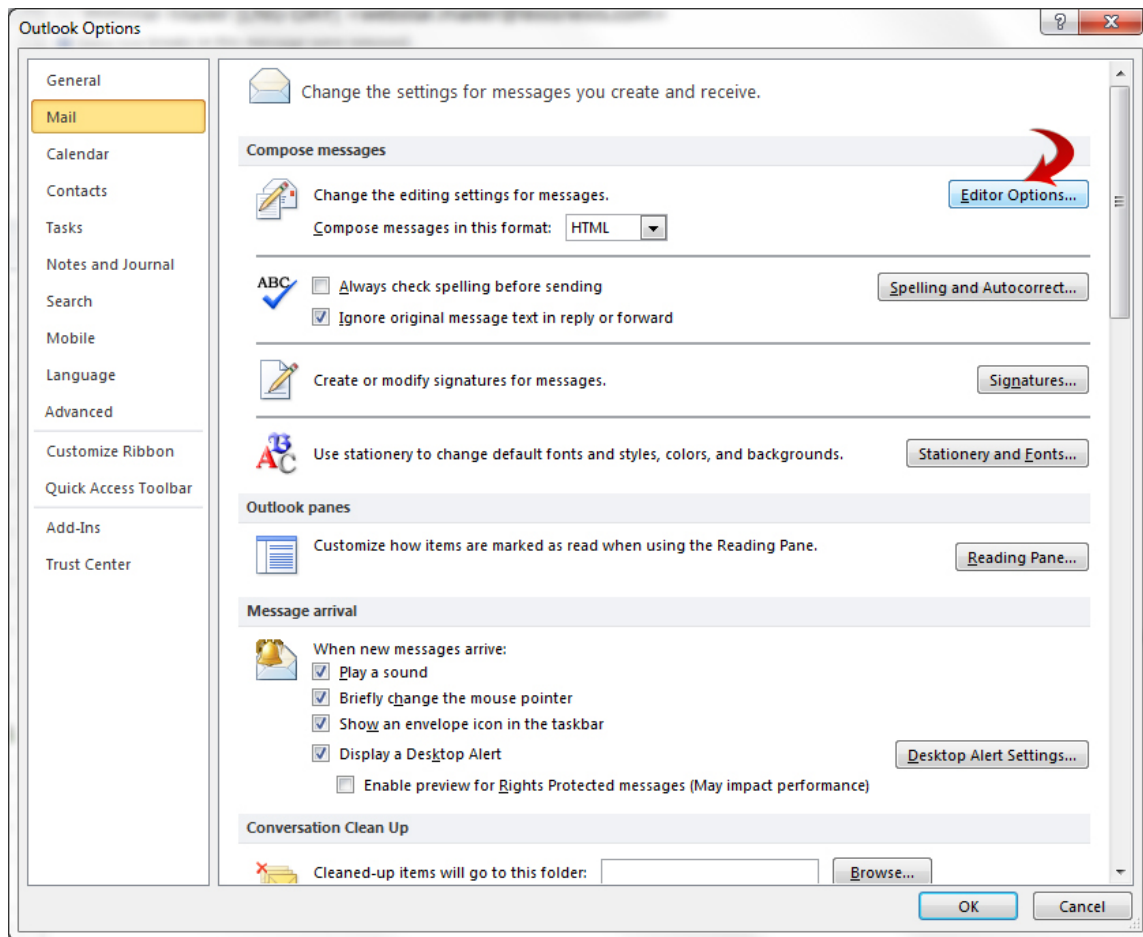 Outlook Options
General
Mail
Calendar
Contacts
Tasks
Notes and Journal
Search
Mobile
Language
Advanced
Customize Ribbon
Quick Access Toolbar
Add-Ins
Trust Center
Change the settings for messages you create and receive.
Compose messages
Change the editing settings for messages.
Editor Options...
Compose messages in this format: HTML
ABC
Always check spelling before sending
Spelling and Autocorrect...
Ignore original message text in reply or forward
Create or modify signatures for messages.
Signatures...
ABC
Use stationery to change default fonts and styles, colors, and backgrounds.
Stationery and Fonts...
Outlook panes
Customize how items are marked as read when using the Reading Pane.
Reading Pane...
Message arrival
When new messages arrive:
Play a sound
Briefly change the mouse pointer
Show an envelope icon in the taskbar
Display a Desktop Alert
Desktop Alert Settings...
Enable preview for Rights Protected messages (May impact performance)
Conversation Clean Up
Cleaned-up items will go to this folder:
Browse...
OK
Cancel